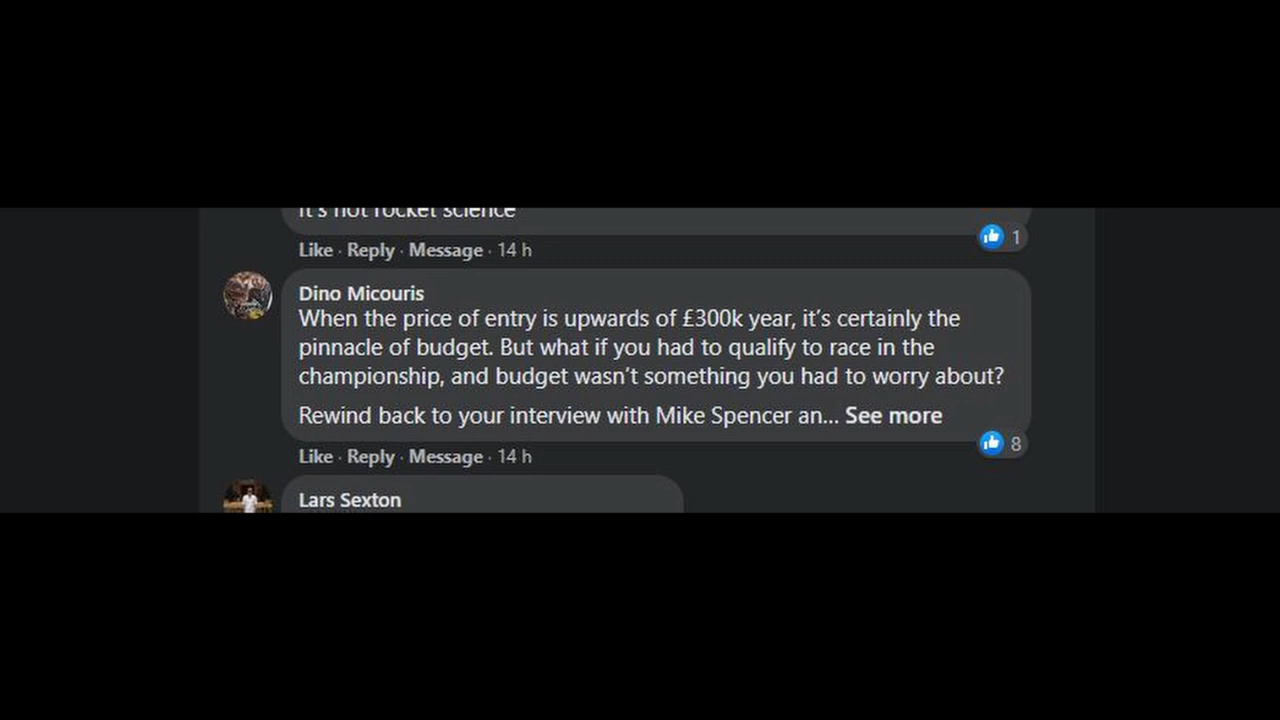 It's not rocket science
1
Like · Reply · Message · 14 h
Dino Micouris
When the price of entry is upwards of £300k year, it's certainly the
pinnacle of budget. But what if you had to qualify to race in the
championship, and budget wasn't something you had to worry about?
Rewind back to your interview with Mike Spencer an... See more
8
Like · Reply · Message · 14 h
Lars Sexton